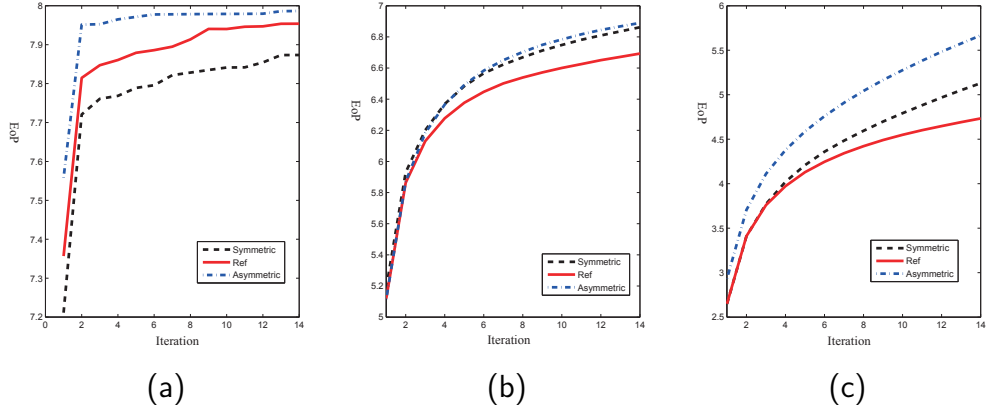 8
7.9
7.8
7.7
7.6
7.5
7.4
7.3
7.2
EoP
0 2 4 6 8 10 12 14
Iteration
Symmetric
Ref
Asymmetric
(a)
7
6.8
6.6
6.4
6.2
6
5.8
5.6
5.4
5.2
5
EoP
2 4 6 8 10 12 14
Iteration
Symmetric
Ref
Asymmetric
(b)
6
5.5
5
4.5
4
3.5
3
2.5
EoP
2 4 6 8 10 12 14
Iteration
Symmetric
Ref
Asymmetric
(c)